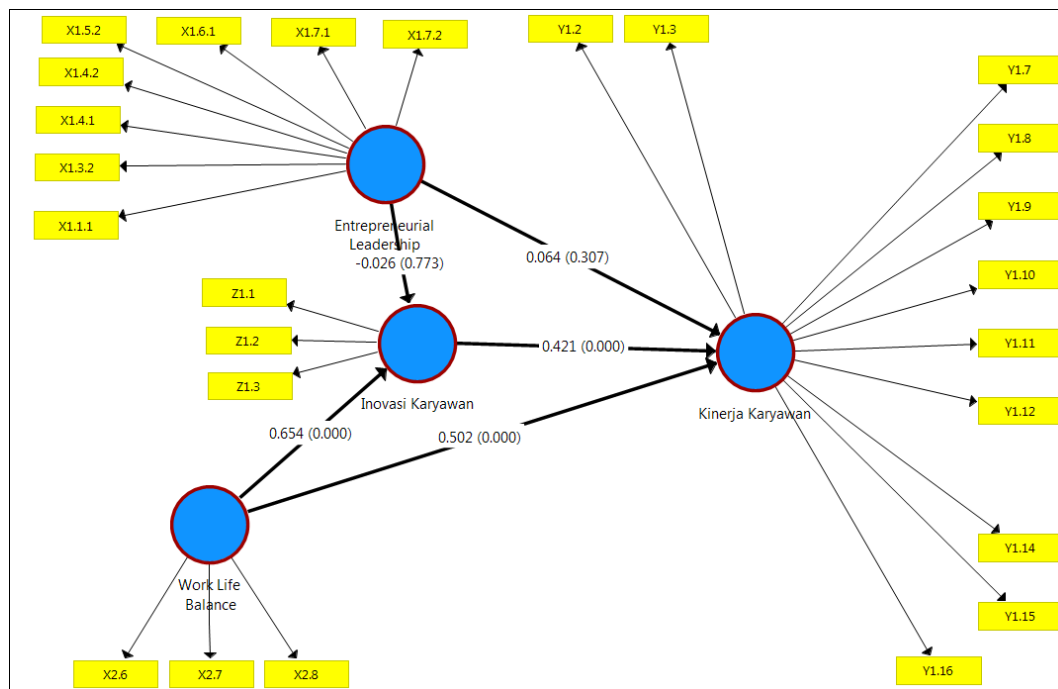 X1.5.2
X1.6.1
X1.7.1
X1.7.2
Y1.2
Y1.3
X1.4.2
Y1.7
X1.4.1
Y1.8
X1.3.2
Y1.9
X1.1.1
Entrepreneurial
Leadership
-0.026 (0.773)
0.064 (0.307)
Y1.10
Z1.1
Z1.2
Z1.3
0.421 (0.000)
Y1.11
Inovasi Karyawan
Kinerja Karyawan
Y1.12
0.654 (0.000)
0.502 (0.000)
Y1.14
Work Life
Balance
Y1.15
X2.6
X2.7
X2.8
Y1.16